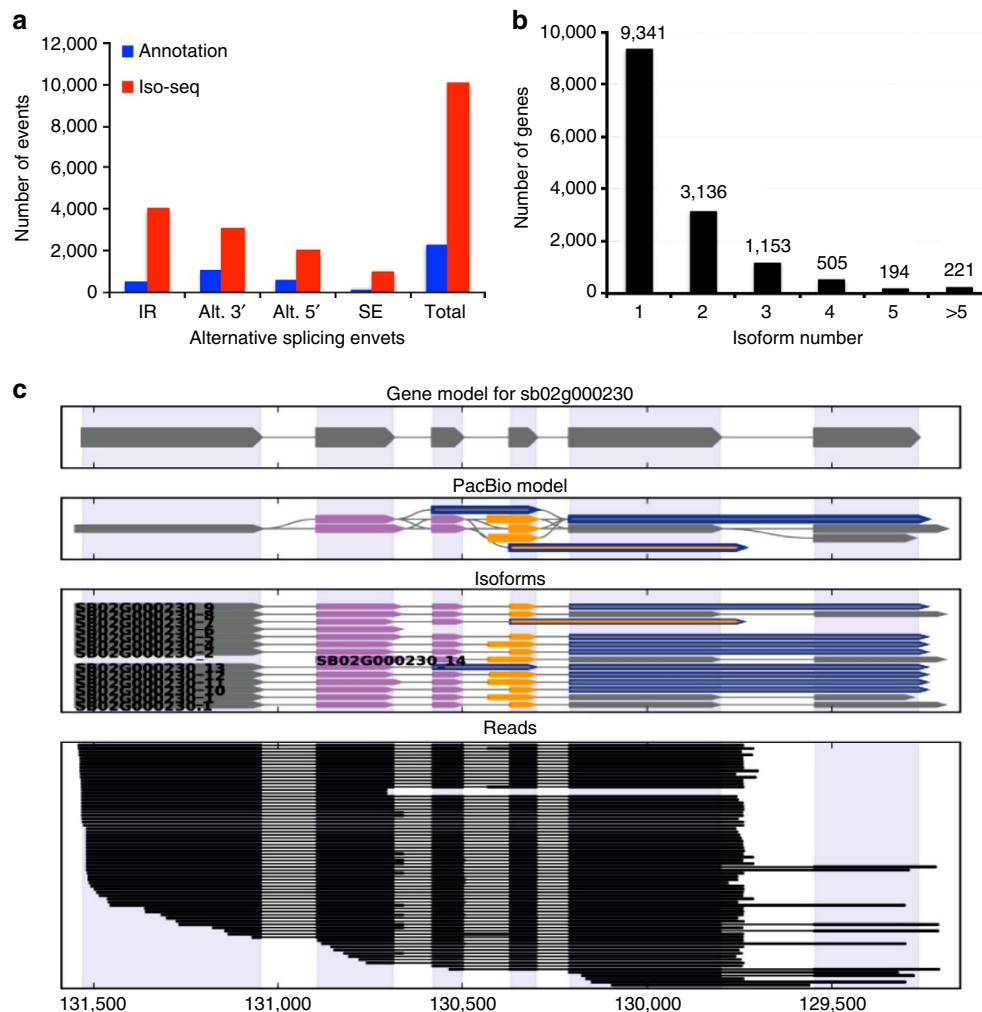 a
12,000
10,000
8,000
6,000
4,000
2,000
0
Number of events
Annotation
Iso-seq
IR Alt. 3′ Alt. 5′ SE Total
Alternative splicing envets
b
10,000
8,000
6,000
4,000
2,000
0
Number of genes
9,341
3,136
1,153
505
194
221
1 2 3 4 5 >5
Isoform number
c
Gene model for sb02g000230
PacBio model
Isoforms
SB02G000230_9
SB02G000230_14
SB02G000230_13
SB02G000230_10
SB02G000230_1
Reads
131,500 131,000 130,500 130,000 129,500